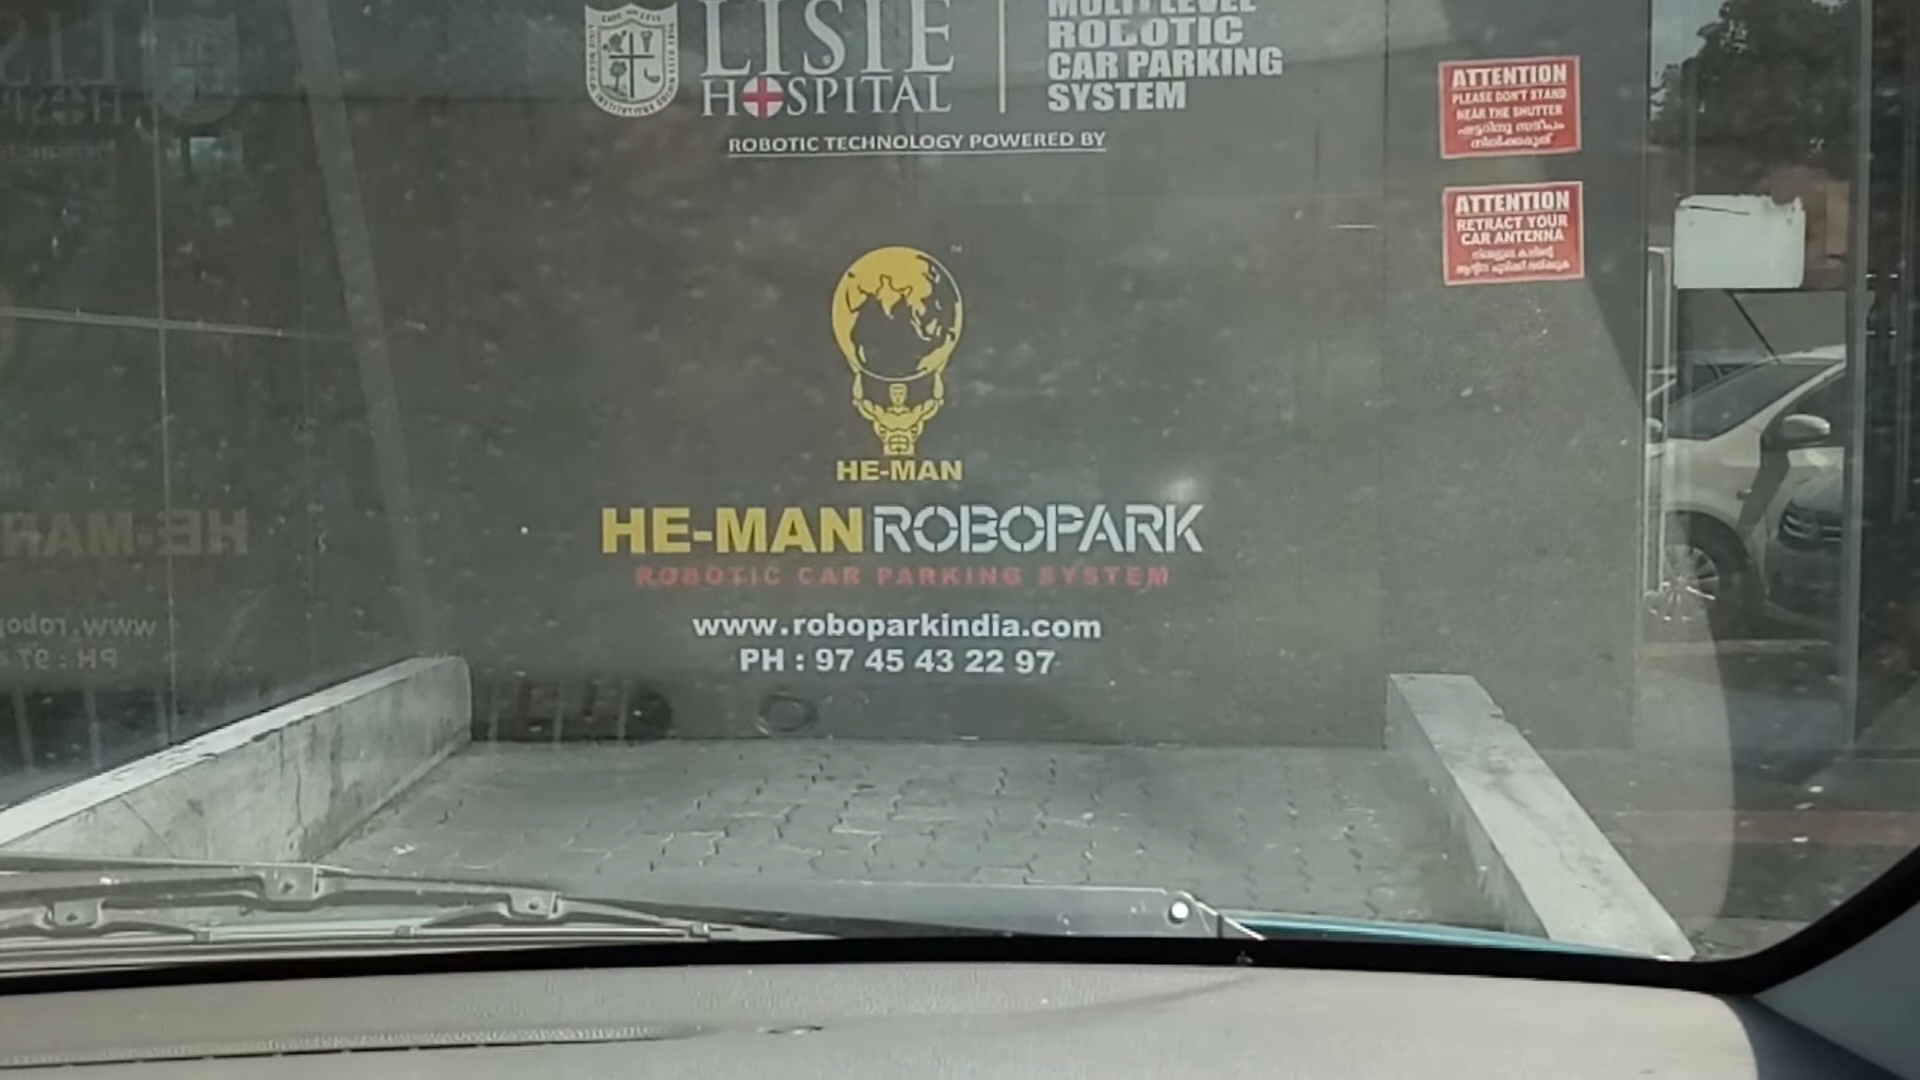 LISIE
HOSPITAL
MULTI LEVEL
ROBOTIC
CAR PARKING
SYSTEM
ROBOTIC TECHNOLOGY POWERED BY
HE-MAN
HE-MAN ROBOPARK
ROBOTIC CAR PARKING SYSTEM
www.roboparkindia.com
PH : 97 45 43 22 97
ATTENTION
PLEASE DON'T STAND
NEAR THE SHUTTER
ATTENTION
RETRACT YOUR
CAR ANTENNA